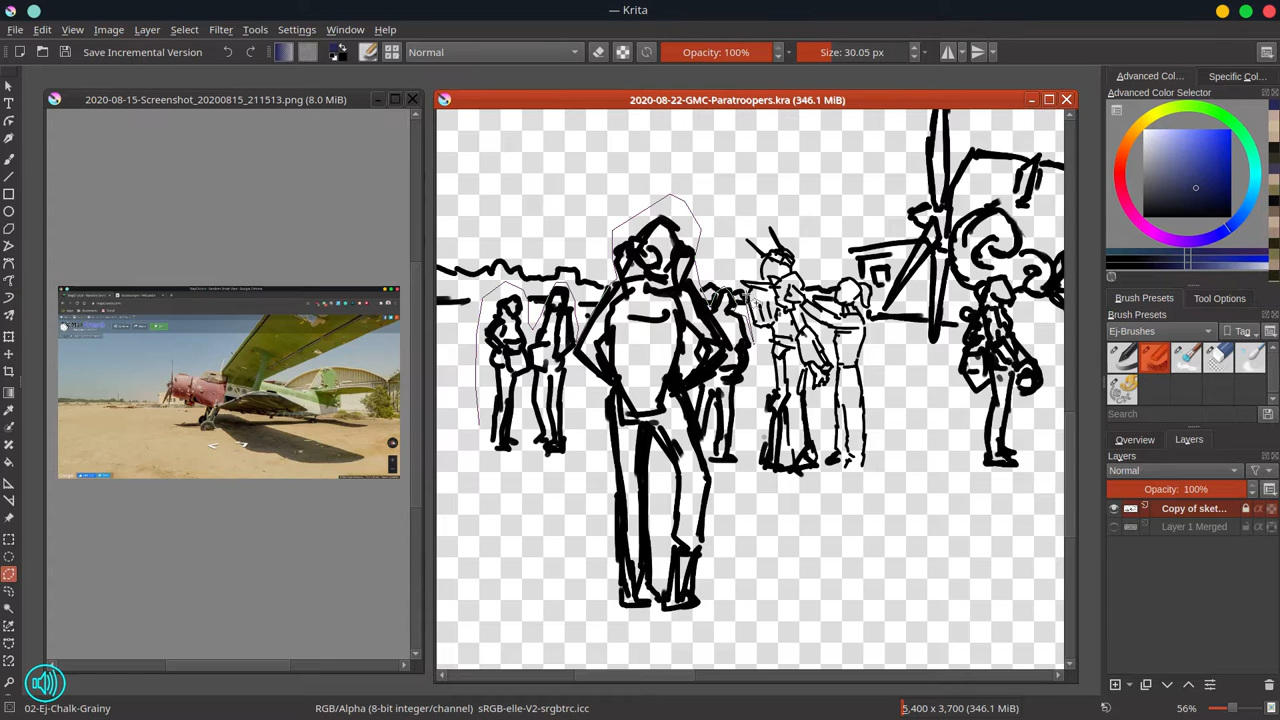 — Krita
File Edit View Image Layer Select Filter Tools Settings Window Help
Save Incremental Version Normal Opacity: 100% Size: 30.05 px
2020-08-15-Screenshot_20200815_211513.png (8.0 MiB)
2020-08-22-GMC-Paratroopers.kra (346.1 MiB)
Advanced Col... Specific Col...
Advanced Color Selector
Brush Presets Tool Options
Brush Presets
Ej-Brushes Tag
Search
Overview Layers
Layers
Normal
Opacity: 100%
Copy of sket...
Layer 1 Merged
02-Ej-Chalk-Grainy RGB/Alpha (8-bit integer/channel) sRGB-elle-V2-srgbtrc.icc 5,400 x 3,700 (346.1 MiB) 56%